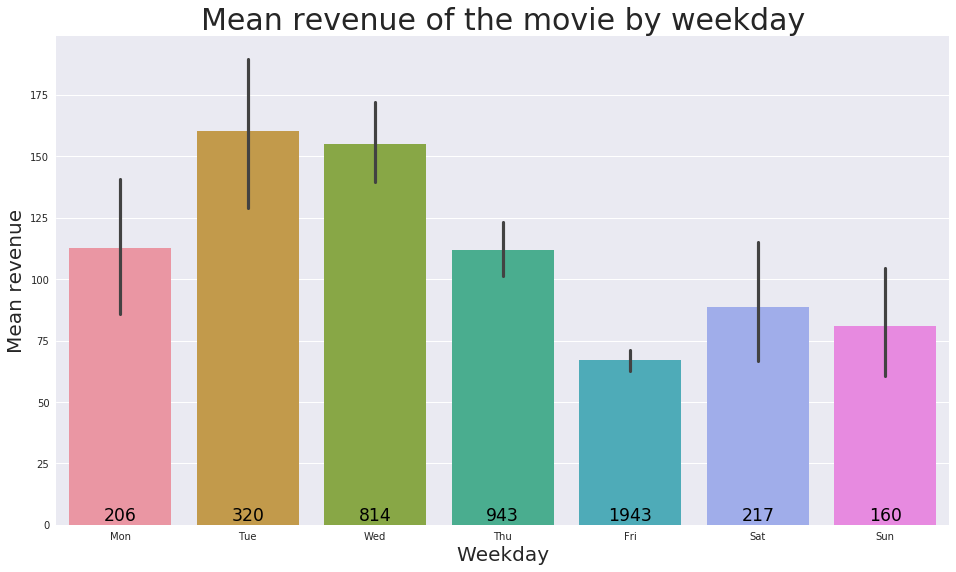 Mean revenue of the movie by weekday
Mean revenue
175
150
125
100
75
50
25
0
206 320 814 943 1943 217 160
Mon Tue Wed Thu Fri Sat Sun
Weekday